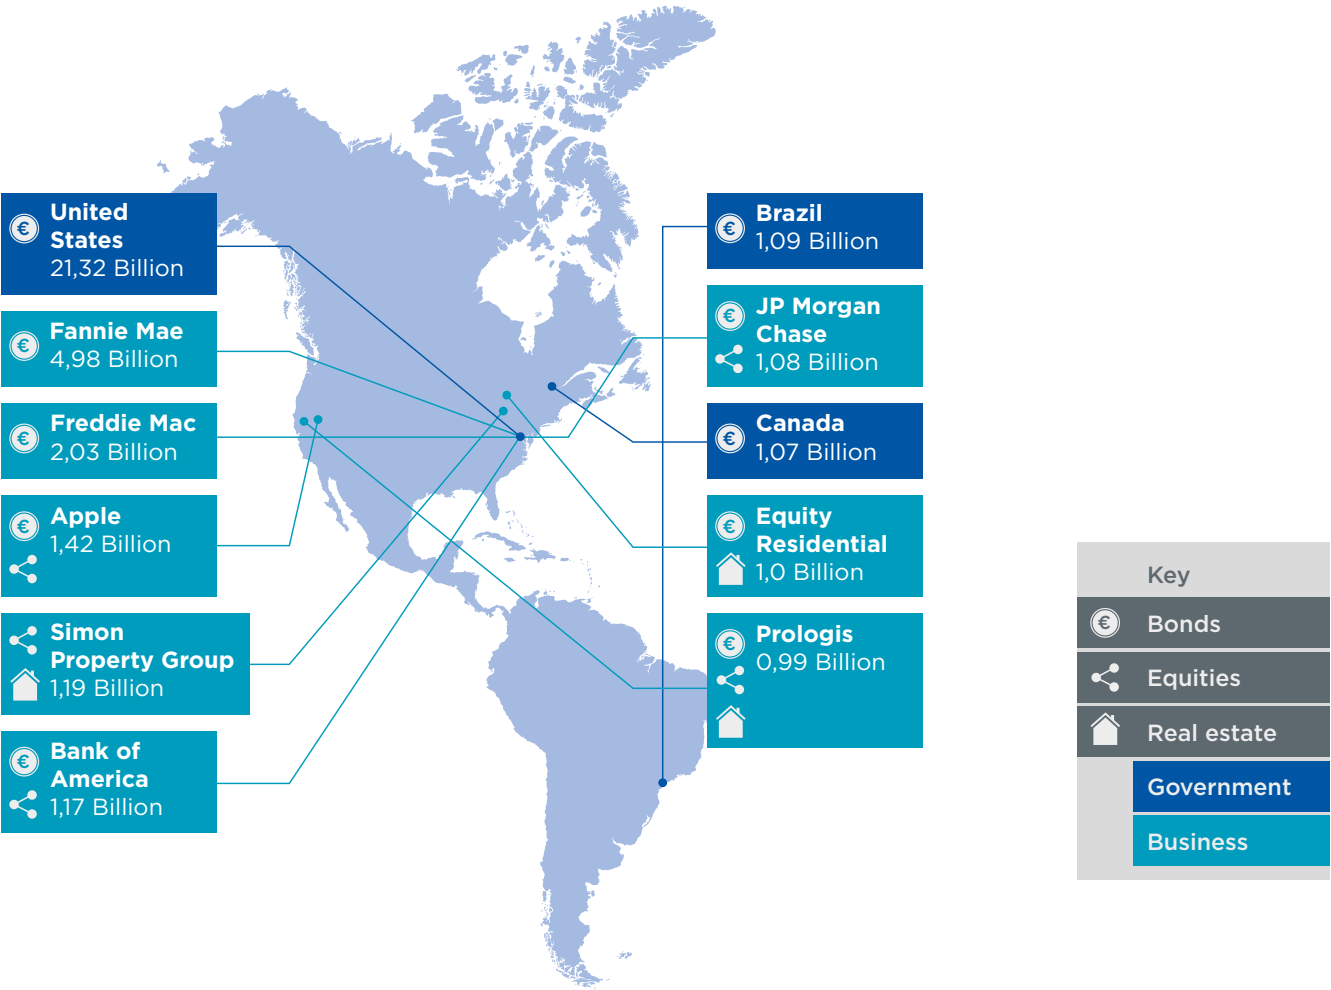 United
States
€
21,32 Billion
Fannie Mae
€
4,98 Billion
Freddie Mac
€
2,03 Billion
Apple
€
1,42 Billion
Simon
Property Group
1,19 Billion
Bank of
€
America
1,17 Billion
Brazil
€
1,09 Billion
JP Morgan
€
Chase
1,08 Billion
Canada
€
1,07 Billion
Equity
€
Residential
1,0 Billion
Prologis
€
0,99 Billion
Key
€ Bonds
Equities
Real estate
Government
Business